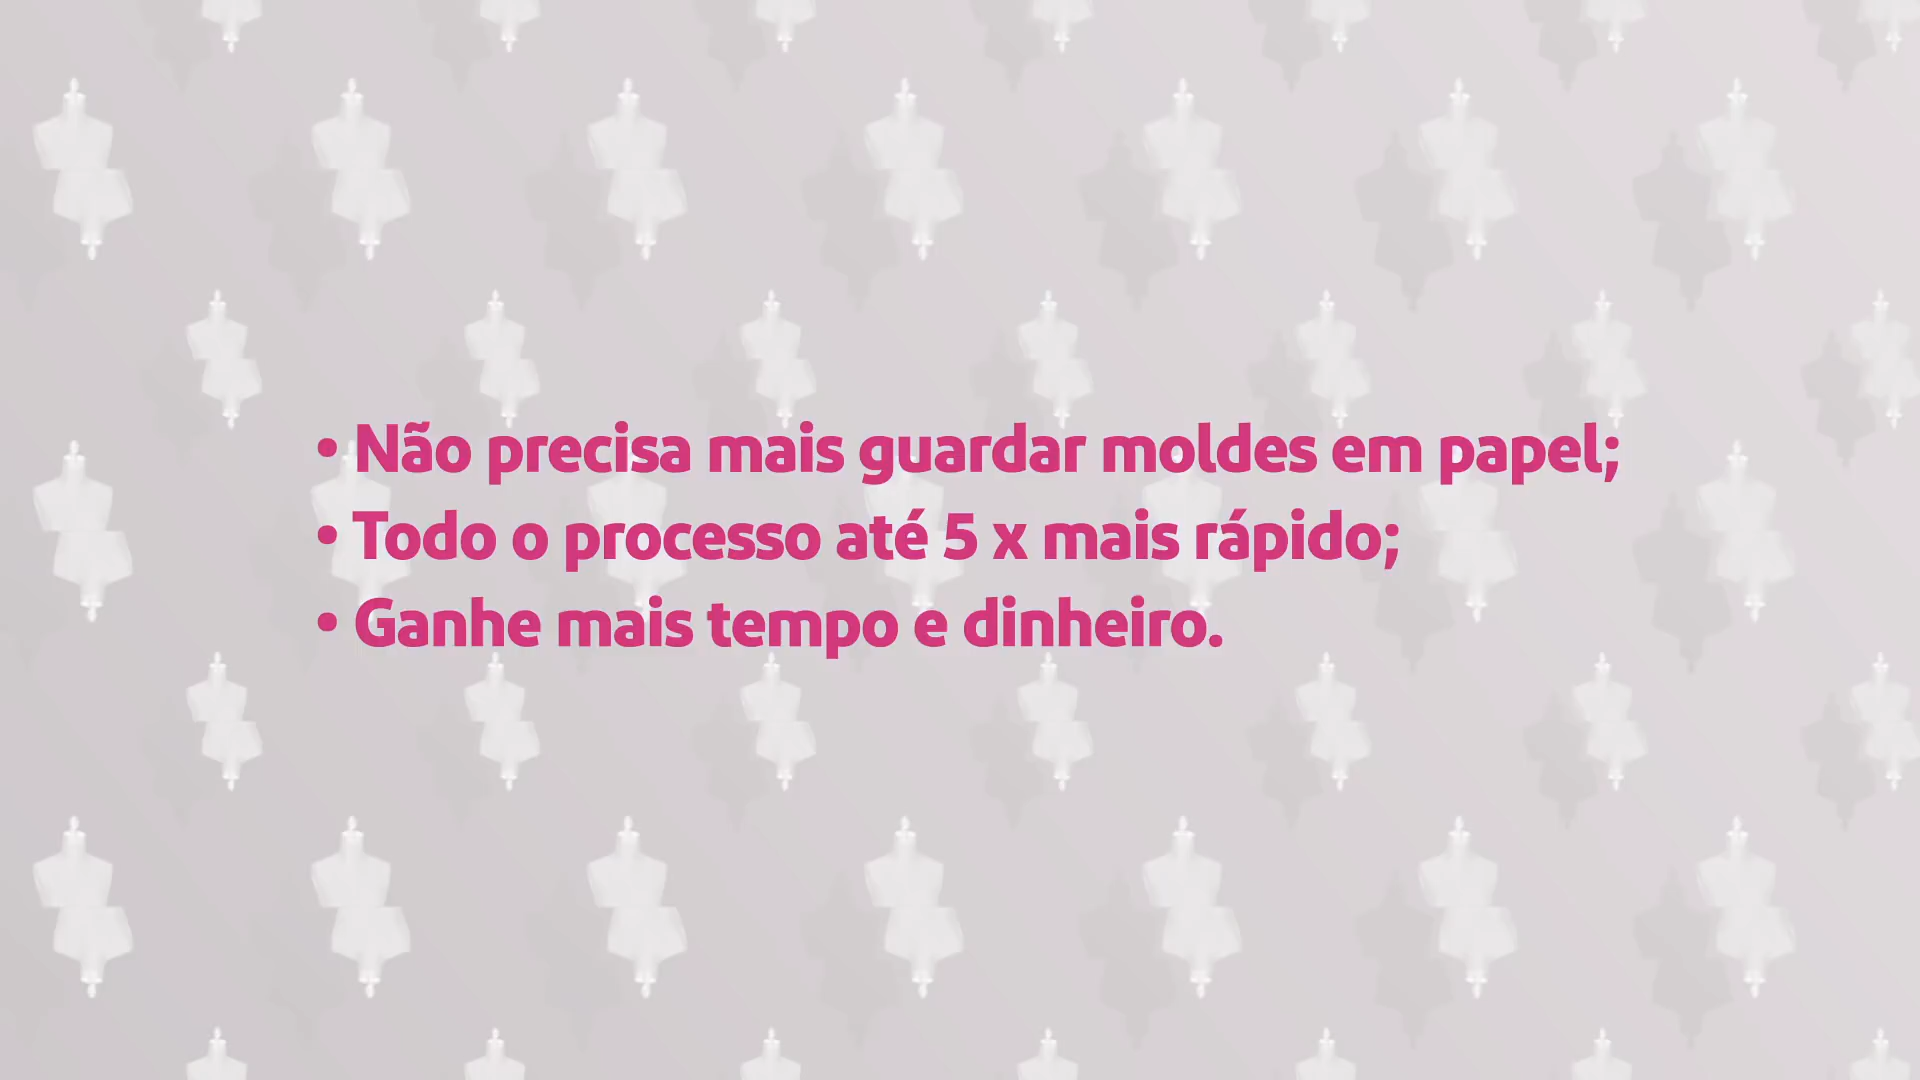 • Não precisa mais guardar moldes em papel;
• Todo o processo até 5 x mais rápido;
• Ganhe mais tempo e dinheiro.